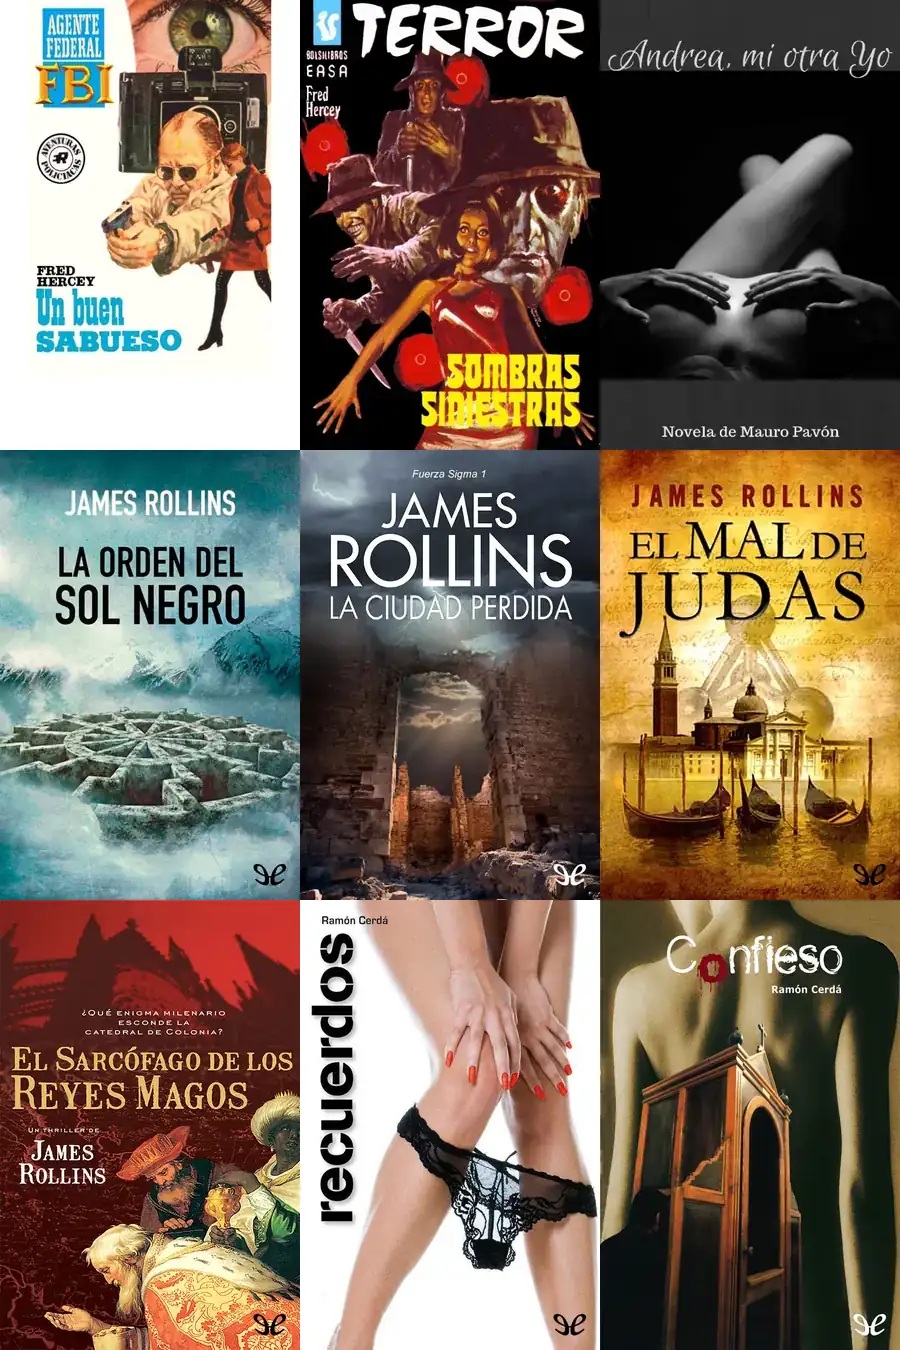 AGENTE
FEDERAL
FBI
AVENTURAS
POLICIACAS
FRED
HERCEY
Un buen
SABUESO
BOLSILIBROS
EASA
TERROR
Fred
Hercey
SOMBRAS
SINIESTRAS
Andrea, mi otra Yo
Novela de Mauro Pavón
JAMES ROLLINS
LA ORDEN DEL
SOL NEGRO
Fuerza Sigma 1
JAMES
ROLLINS
LA CIUDAD PERDIDA
JAMES ROLLINS
EL MAL DE
JUDAS
¿QUÉ ENIGMA MILENARIO
ESCONDE LA
CATEDRAL DE COLONIA?
EL SARCÓFAGO DE LOS
REYES MAGOS
UN THRILLER DE
JAMES
ROLLINS
Ramón Cerdá
recuerdos
Confieso
Ramón Cerdá